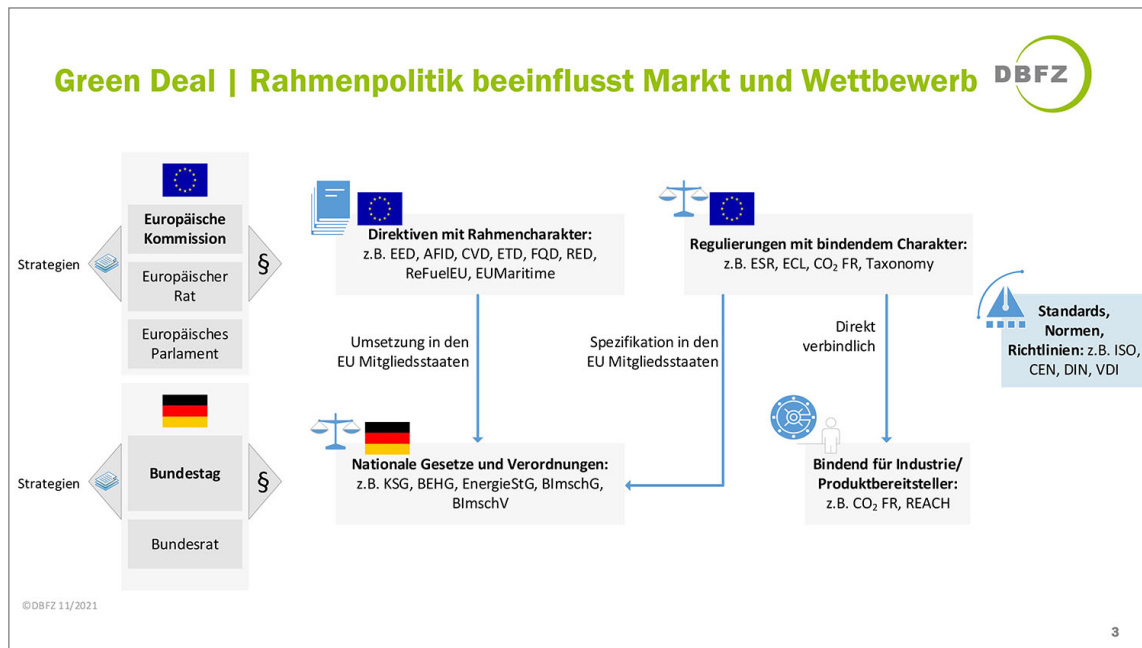 Green Deal | Rahmenpolitik beeinflusst Markt und Wettbewerb
DBFZ
Strategien
Europäische
Kommission
Europäischer
Rat
Europäisches
Parlament
§
Direktiven mit Rahmencharakter:
z.B. EED, AFID, CVD, ETD, FQD, RED,
ReFuelEU, EUMaritime
Regulierungen mit bindendem Charakter:
z.B. ESR, ECL, CO₂ FR, Taxonomy
Umsetzung in den
EU Mitgliedsstaaten
Spezifikation in den
EU Mitgliedsstaaten
Direkt
verbindlich
Standards,
Normen,
Richtlinien: z.B. ISO,
CEN, DIN, VDI
Strategien
Bundestag
Bundesrat
§
Nationale Gesetze und Verordnungen:
z.B. KSG, BEHG, EnergieStG, BImschG,
BImschV
Bindend für Industrie/
Produktbereitsteller:
z.B. CO₂ FR, REACH
©DBFZ 11/2021
3